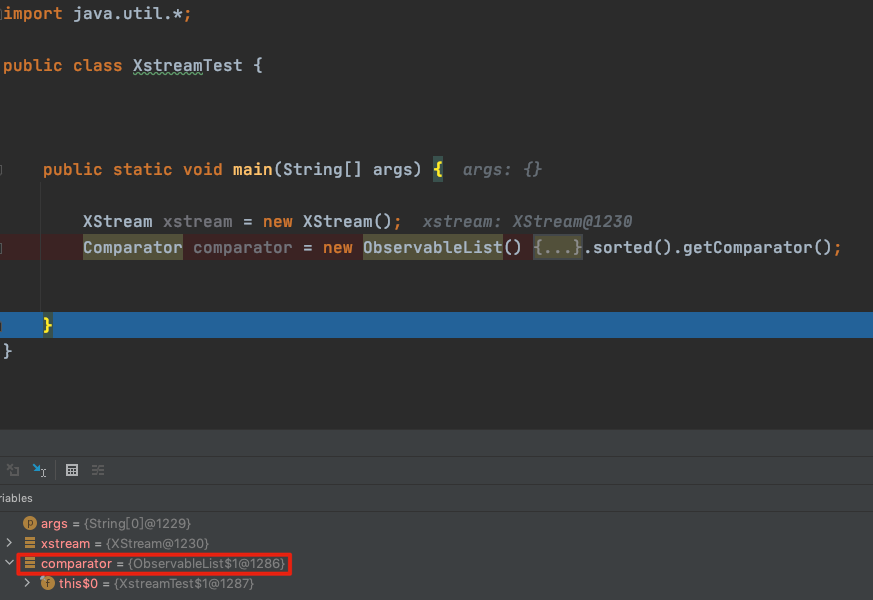 import java.util.*;
public class XstreamTest {
public static void main(String[] args) { args: {}
XStream xstream = new XStream(); xstream: XStream@1230
Comparator comparator = new ObservableList() {...}.sorted().getComparator();
}
}
riables
p args = {String[0]@1229}
xstream = {XStream@1230}
comparator = {ObservableList$1@1286}
f this$0 = {XstreamTest$1@1287}